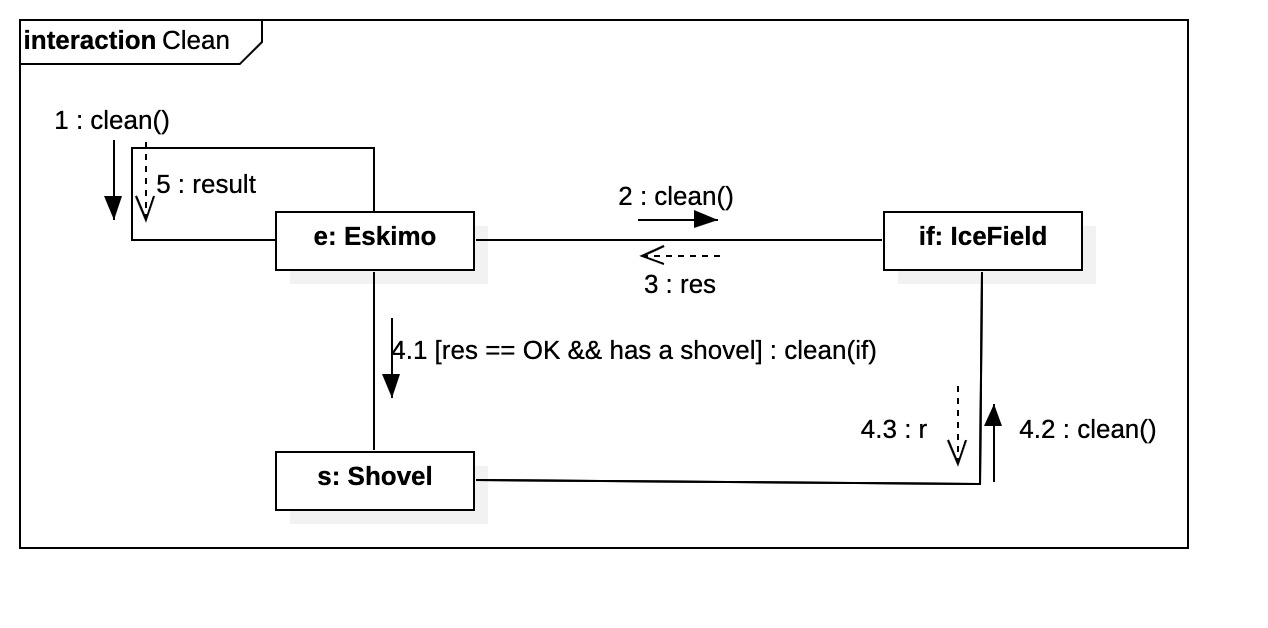 interaction Clean
1 : clean()
5 : result
2 : clean()
e: Eskimo
if: IceField
3 : res
4.1 [res == OK && has a shovel] : clean(if)
4.3 : r
4.2 : clean()
s: Shovel